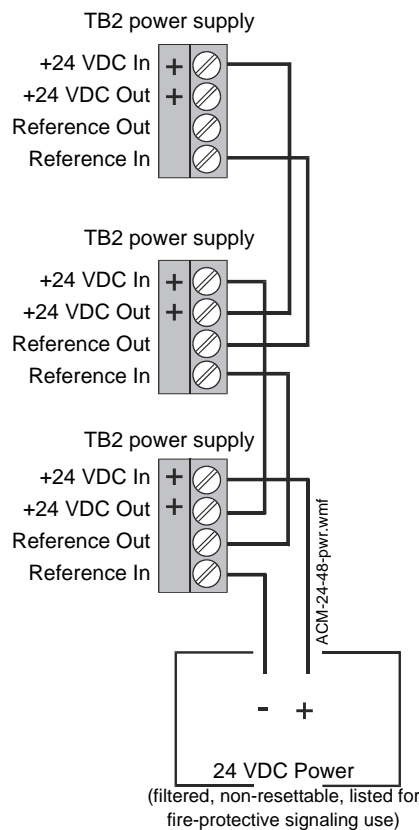 TB2 power supply
+24 VDC In +
+24 VDC Out +
Reference Out
Reference In
TB2 power supply
+24 VDC In +
+24 VDC Out +
Reference Out
Reference In
TB2 power supply
+24 VDC In +
+24 VDC Out +
Reference Out
Reference In
ACM-24-48-pwr.wmf
- +
24 VDC Power
(filtered, non-resettable, listed for
fire-protective signaling use)